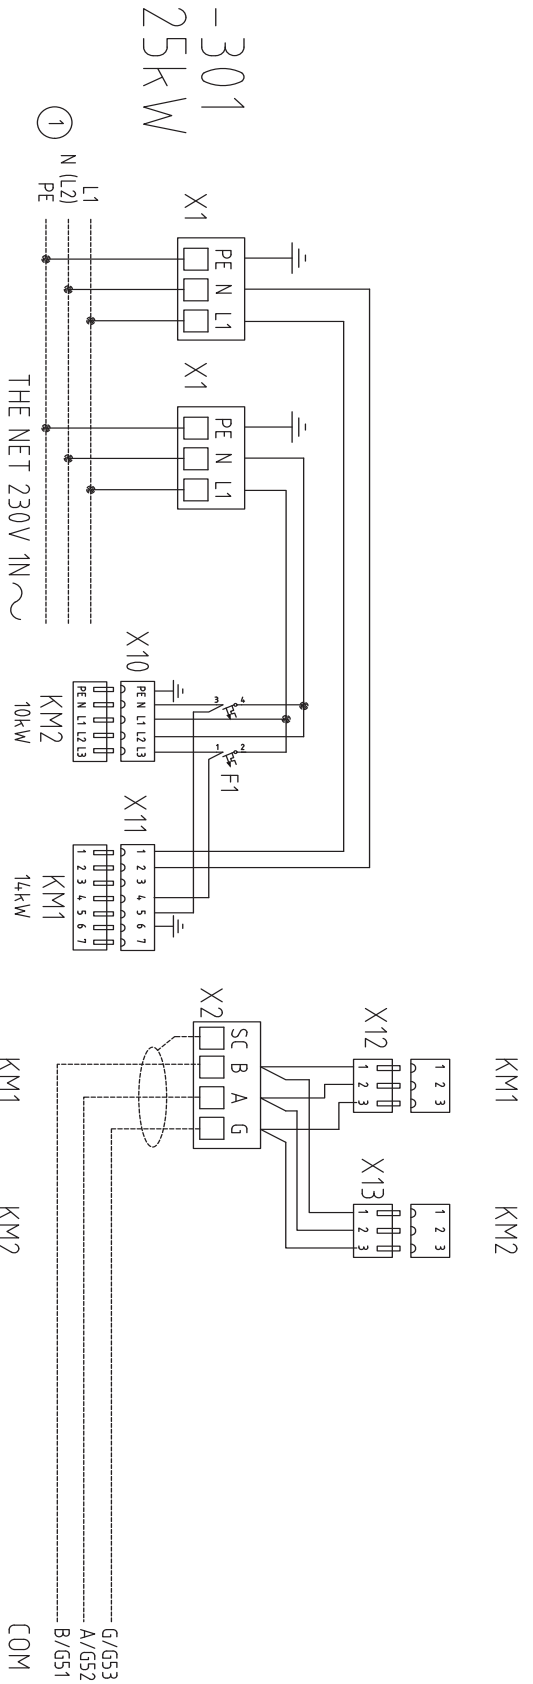 -301
25kW
1
L1
N (L2)
PE
THE NET 230V 1N~
X1
PE N L1
X1
PE N L1
X10
PE N L1 L2 L3
PE N L1 L2 L3
KM2
10kW
3 4
1 2
F1
X11
1 2 3 4 5 6 7
1 2 3 4 5 6 7
KM1
14kW
X2
SC B A G
X12
1 2 3
1 2 3
KM1
X13
1 2 3
1 2 3
KM2
KM1
KM2
G/G53
A/G52
B/G51
COM